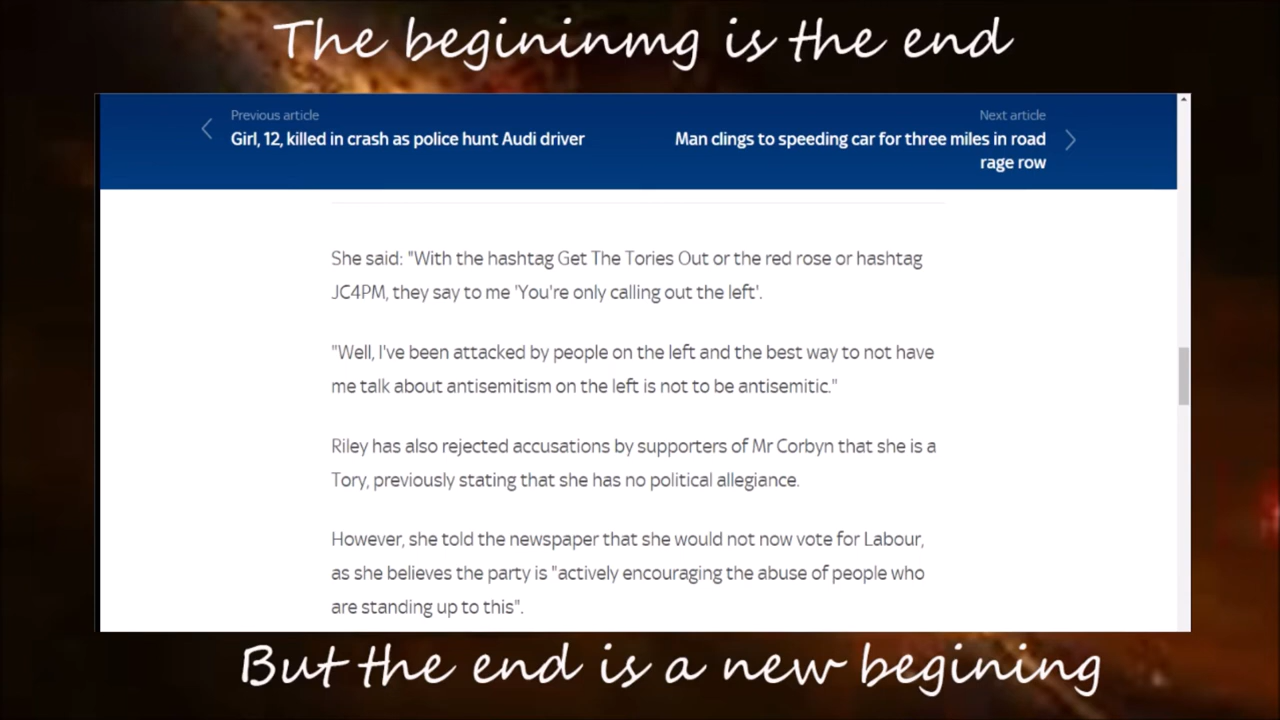 The begininmg is the end
Previous article
Girl, 12, killed in crash as police hunt Audi driver
Next article
Man clings to speeding car for three miles in road
rage row
She said: "With the hashtag Get The Tories Out or the red rose or hashtag
JC4PM, they say to me 'You're only calling out the left'.
"Well, I've been attacked by people on the left and the best way to not have
me talk about antisemitism on the left is not to be antisemitic."
Riley has also rejected accusations by supporters of Mr Corbyn that she is a
Tory, previously stating that she has no political allegiance.
However, she told the newspaper that she would not now vote for Labour,
as she believes the party is "actively encouraging the abuse of people who
are standing up to this".
But the end is a new begining